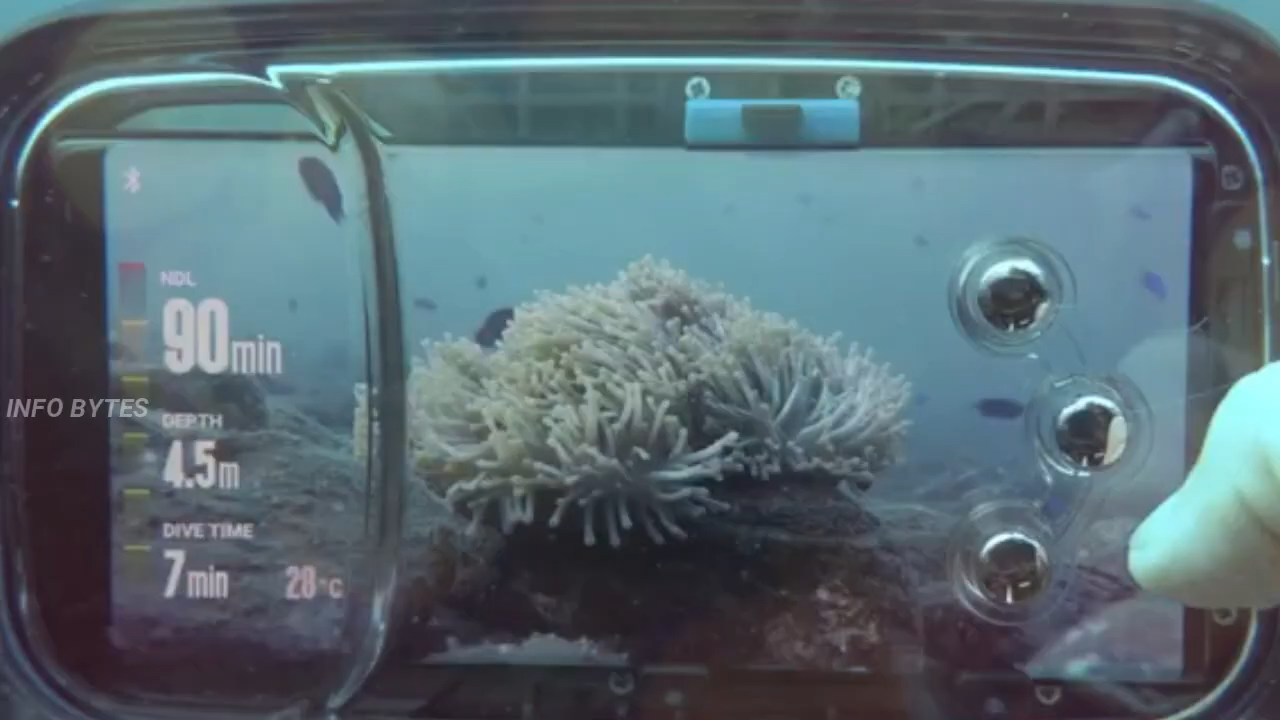 NDL
90min
INFO BYTES
DEPTH
4.5m
DIVE TIME
7min 28°C